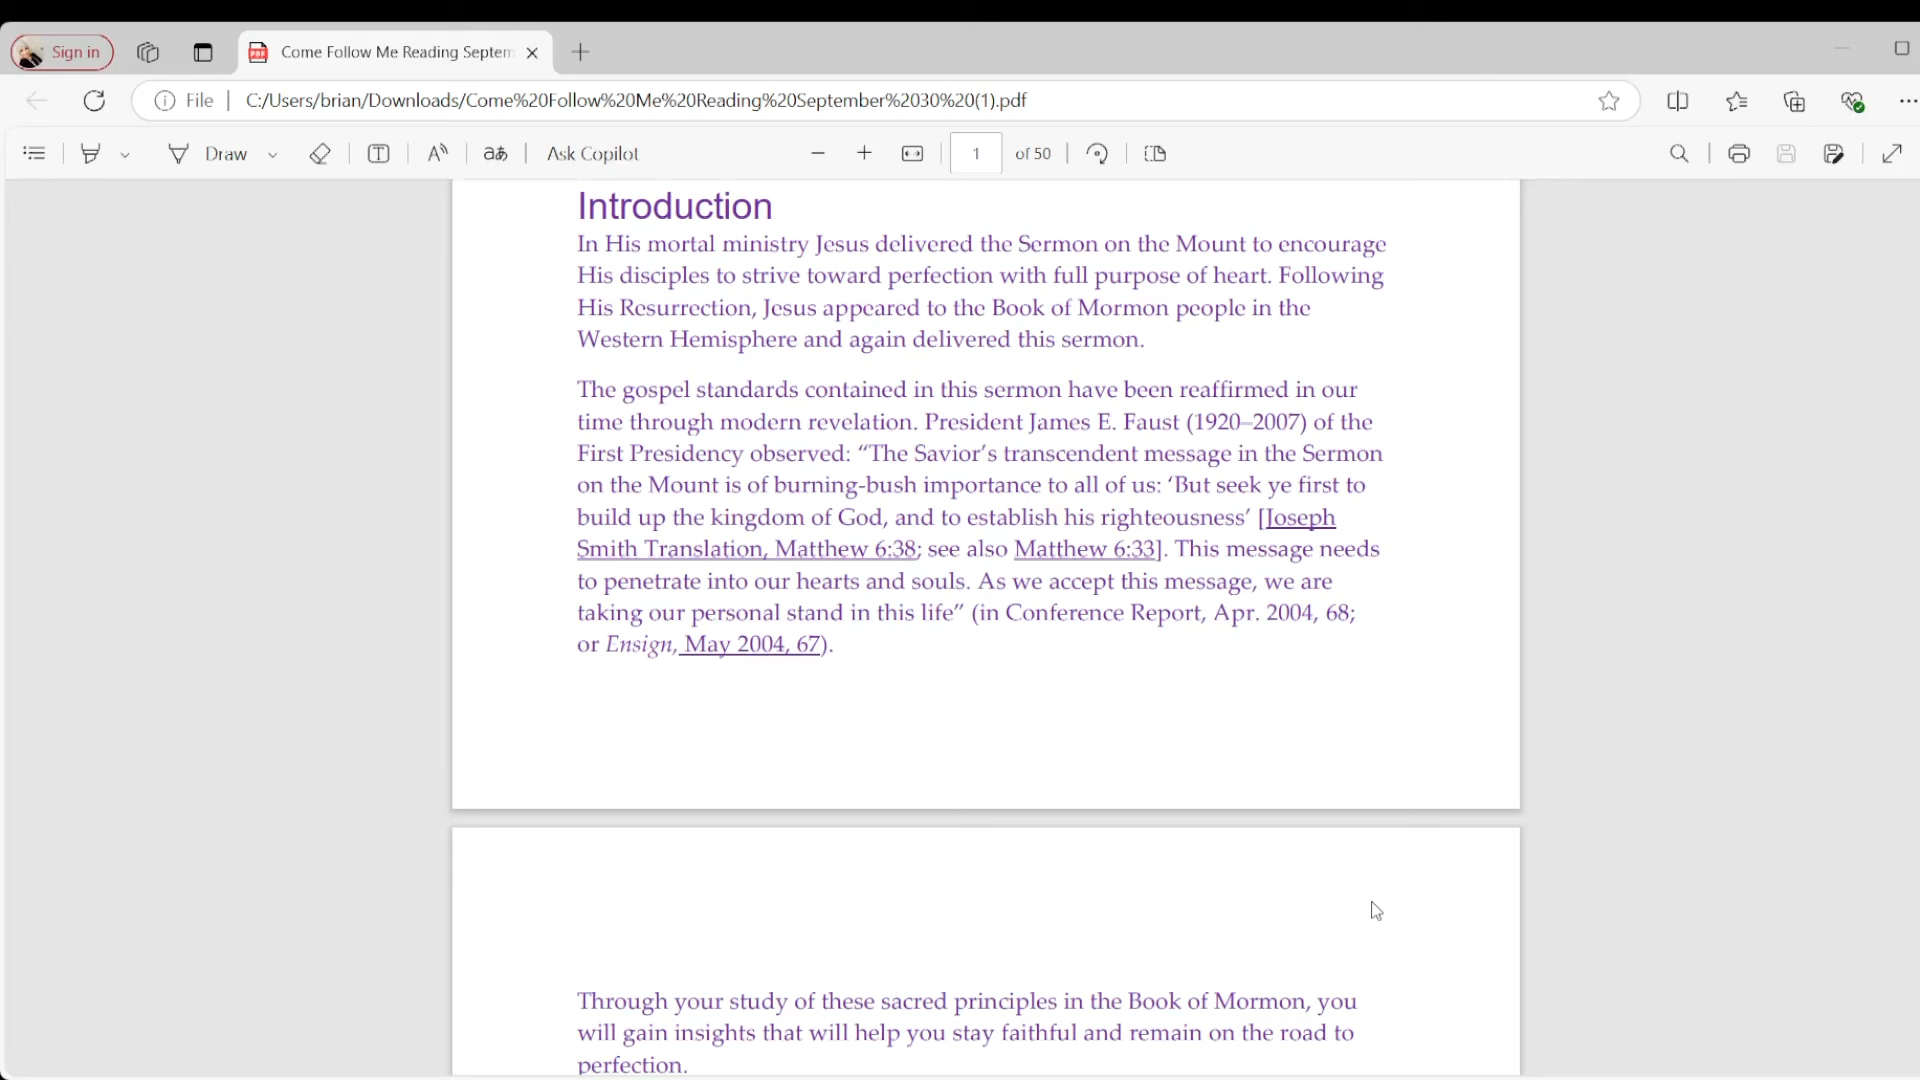 Sign in
Come Follow Me Reading Septem
File
C:/Users/brian/Downloads/Come%20Follow%20Me%20Reading%20September%2030%20(1).pdf
Draw
aあ
Ask Copilot
1
of 50
Introduction
In His mortal ministry Jesus delivered the Sermon on the Mount to encourage
His disciples to strive toward perfection with full purpose of heart. Following
His Resurrection, Jesus appeared to the Book of Mormon people in the
Western Hemisphere and again delivered this sermon.
The gospel standards contained in this sermon have been reaffirmed in our
time through modern revelation. President James E. Faust (1920–2007) of the
First Presidency observed: “The Savior’s transcendent message in the Sermon
on the Mount is of burning-bush importance to all of us: ‘But seek ye first to
build up the kingdom of God, and to establish his righteousness’ [Joseph
Smith Translation, Matthew 6:38; see also Matthew 6:33]. This message needs
to penetrate into our hearts and souls. As we accept this message, we are
taking our personal stand in this life” (in Conference Report, Apr. 2004, 68;
or Ensign, May 2004, 67).
Through your study of these sacred principles in the Book of Mormon, you
will gain insights that will help you stay faithful and remain on the road to
perfection.